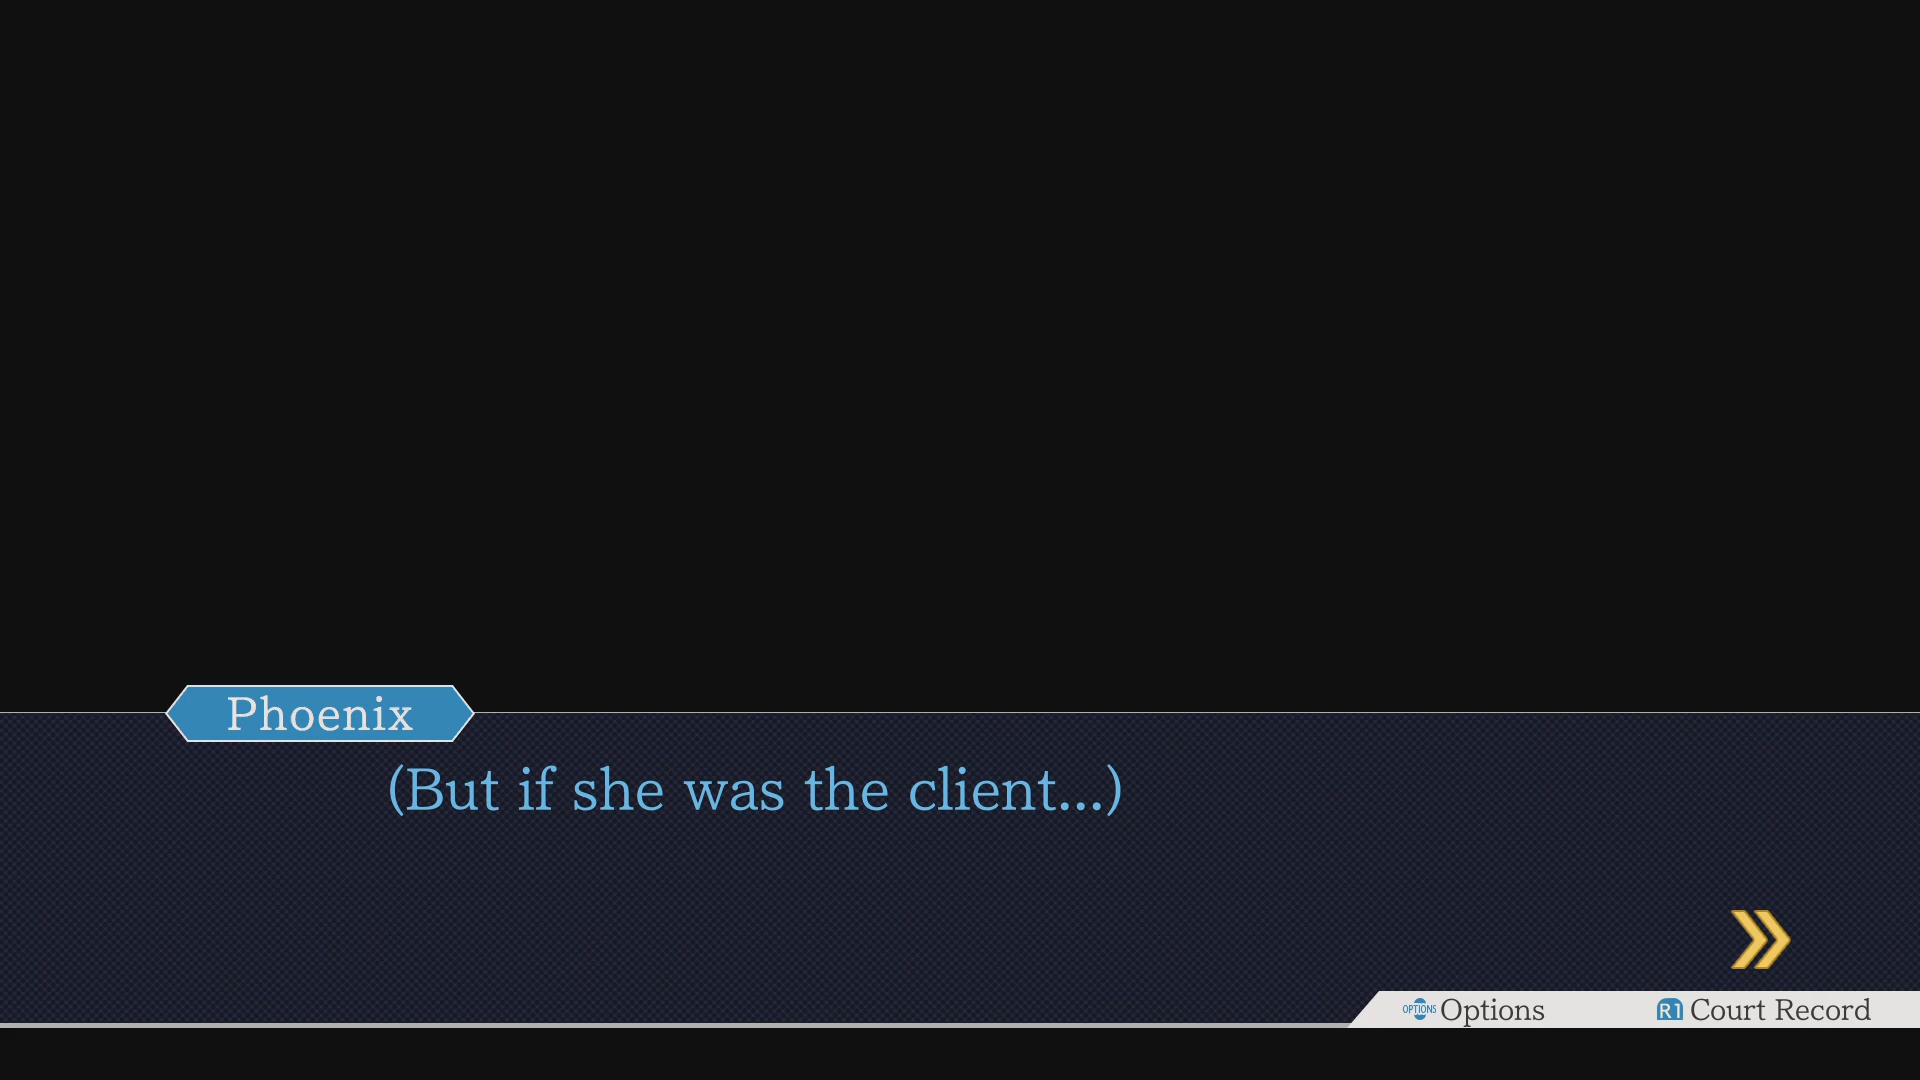 Phoenix
(But if she was the client...)
OPTIONS Options
R1 Court Record